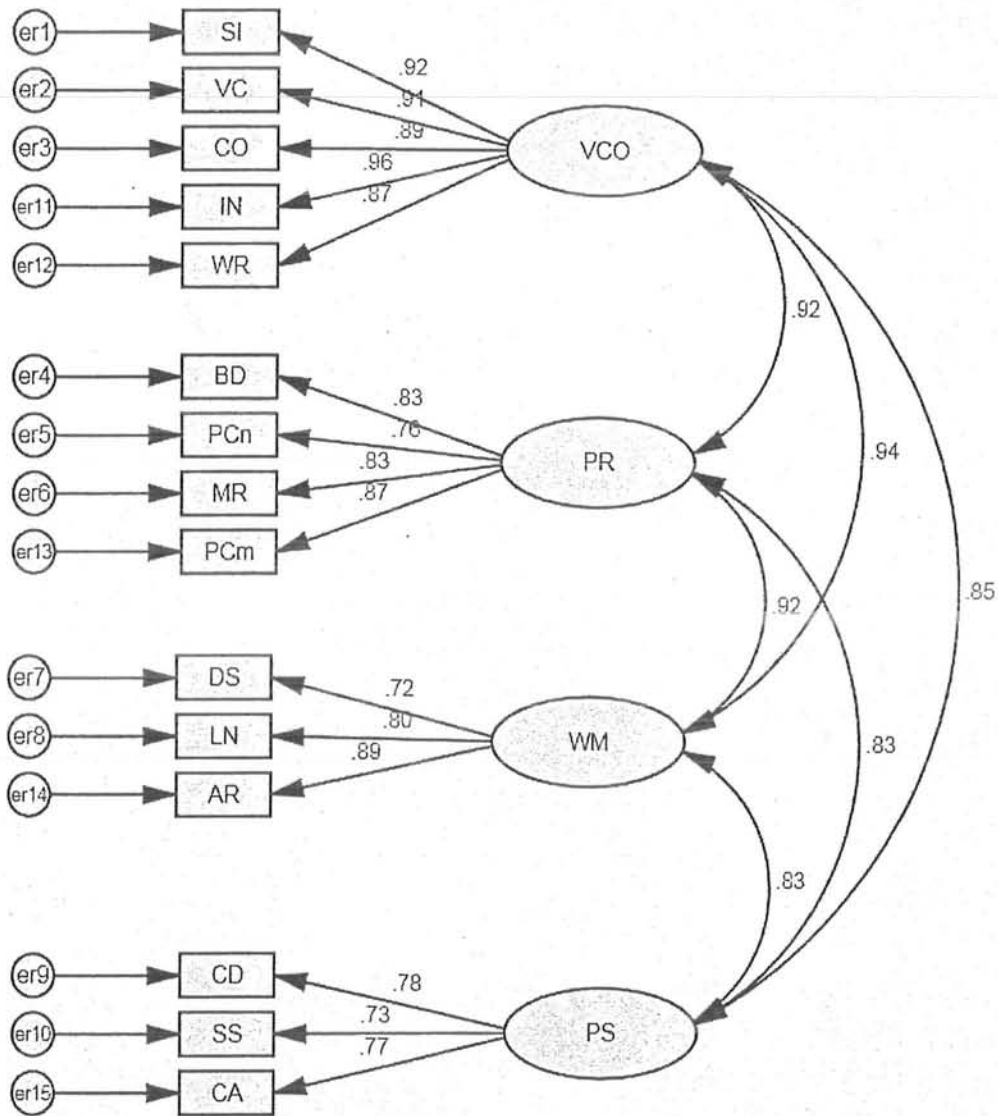 er1 SI
.92
er2 VC
.91
.89
er3 CO
VCO
.96
er11 IN
.87
er12 WR
.92
er4 BD
.83
er5 PCn
.76
PR
.94
.83
er6 MR
.87
er13 PCm
.92
.85
er7 DS
.72
er8 LN
.80
WM
.83
.89
er14 AR
.83
er9 CD
.78
er10 SS
.73
PS
.77
er15 CA